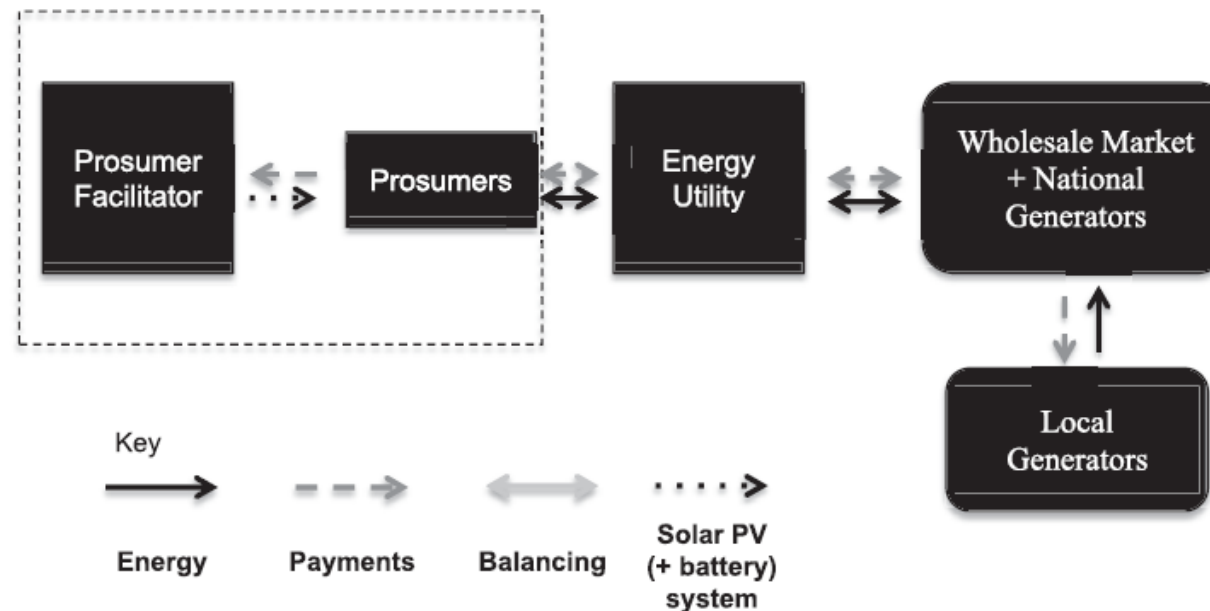 Prosumer
Facilitator
Prosumers
Energy
Utility
Wholesale Market
+ National
Generators
Local
Generators
Key
Energy
Payments
Balancing
Solar PV
(+ battery)
system